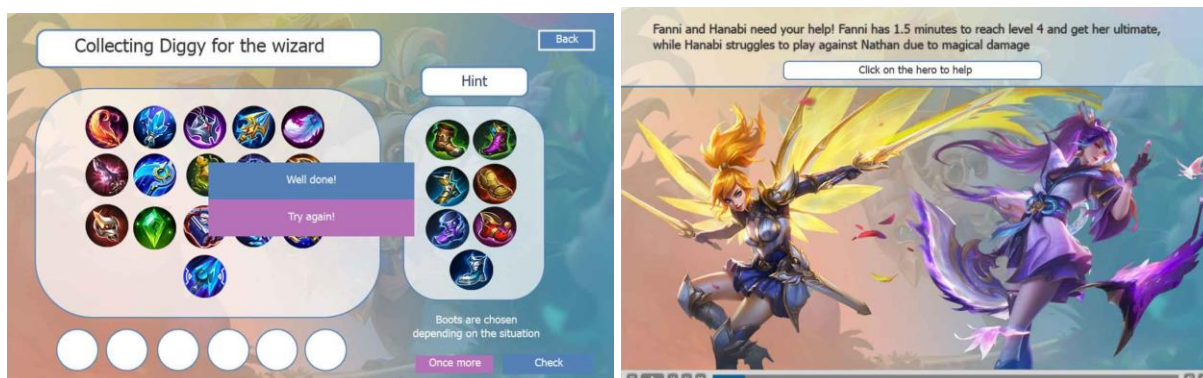 Collecting Diggy for the wizard
Back
Hint
Well done!
Try again!
Boots are chosen
depending on the situation
Once more
Check
Fanni and Hanabi need your help! Fanni has 1.5 minutes to reach level 4 and get her ultimate,
while Hanabi struggles to play against Nathan due to magical damage
Click on the hero to help